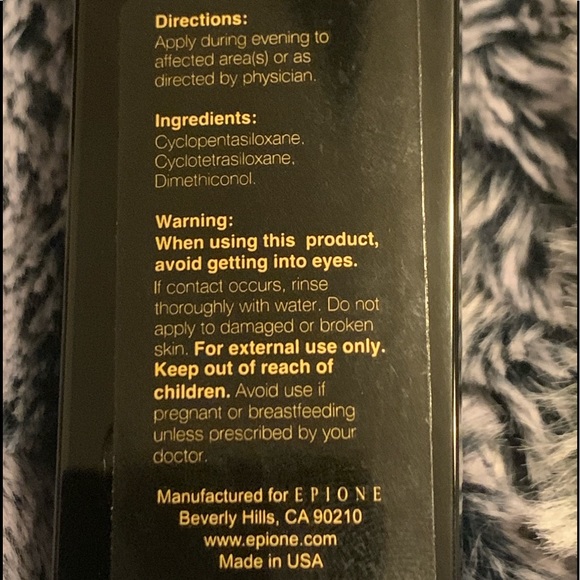 Directions:
Apply during evening to
affected area(s) or as
directed by physician.
Ingredients:
Cyclopentasiloxane,
Cyclotetrasiloxane,
Dimethiconol.
Warning:
When using this product,
avoid getting into eyes.
If contact occurs, rinse
thoroughly with water. Do not
apply to damaged or broken
skin. For external use only.
Keep out of reach of
children. Avoid use if
pregnant or breastfeeding
unless prescribed by your
doctor.
Manufactured for EPIONE
Beverly Hills, CA 90210
www.epione.com
Made in USA